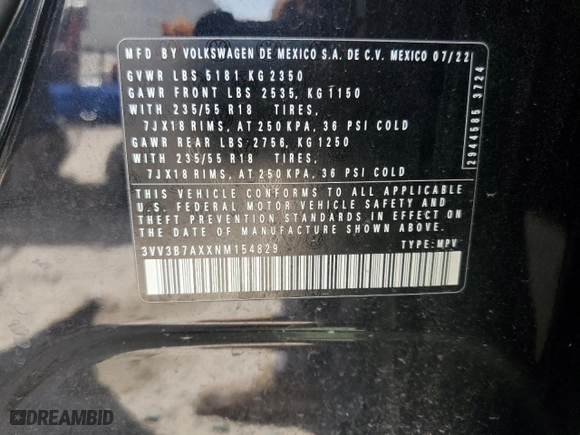 MFD BY VOLKSWAGEN DE MEXICO S.A. DE C.V. MEXICO 07/22
GVWR LBS 5181 KG 2350
GAWR FRONT LBS 2535, KG 1150
WITH 235/55 R18 TIRES,
7JX18 RIMS, AT 250 KPA, 36 PSI COLD
GAWR REAR LBS 2756, KG 1250
WITH 235/55 R18 TIRES,
7JX18 RIMS, AT 250 KPA, 36 PSI COLD
THIS VEHICLE CONFORMS TO ALL APPLICABLE
U.S. FEDERAL MOTOR VEHICLE SAFETY AND
THEFT PREVENTION STANDARDS IN EFFECT ON
THE DATE OF MANUFACTURE SHOWN ABOVE.
3VV3B7AXXNM154829 TYPE: MPV
2944585 3724
DREAMBID